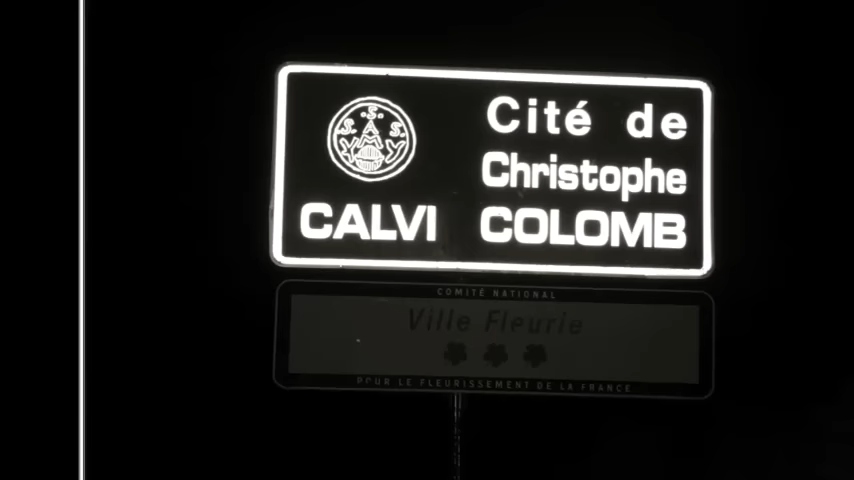 Cité de
Christophe
CALVI COLOMB
COMITÉ NATIONAL
Ville Fleurie
POUR LE FLEURISSEMENT DE LA FRANCE